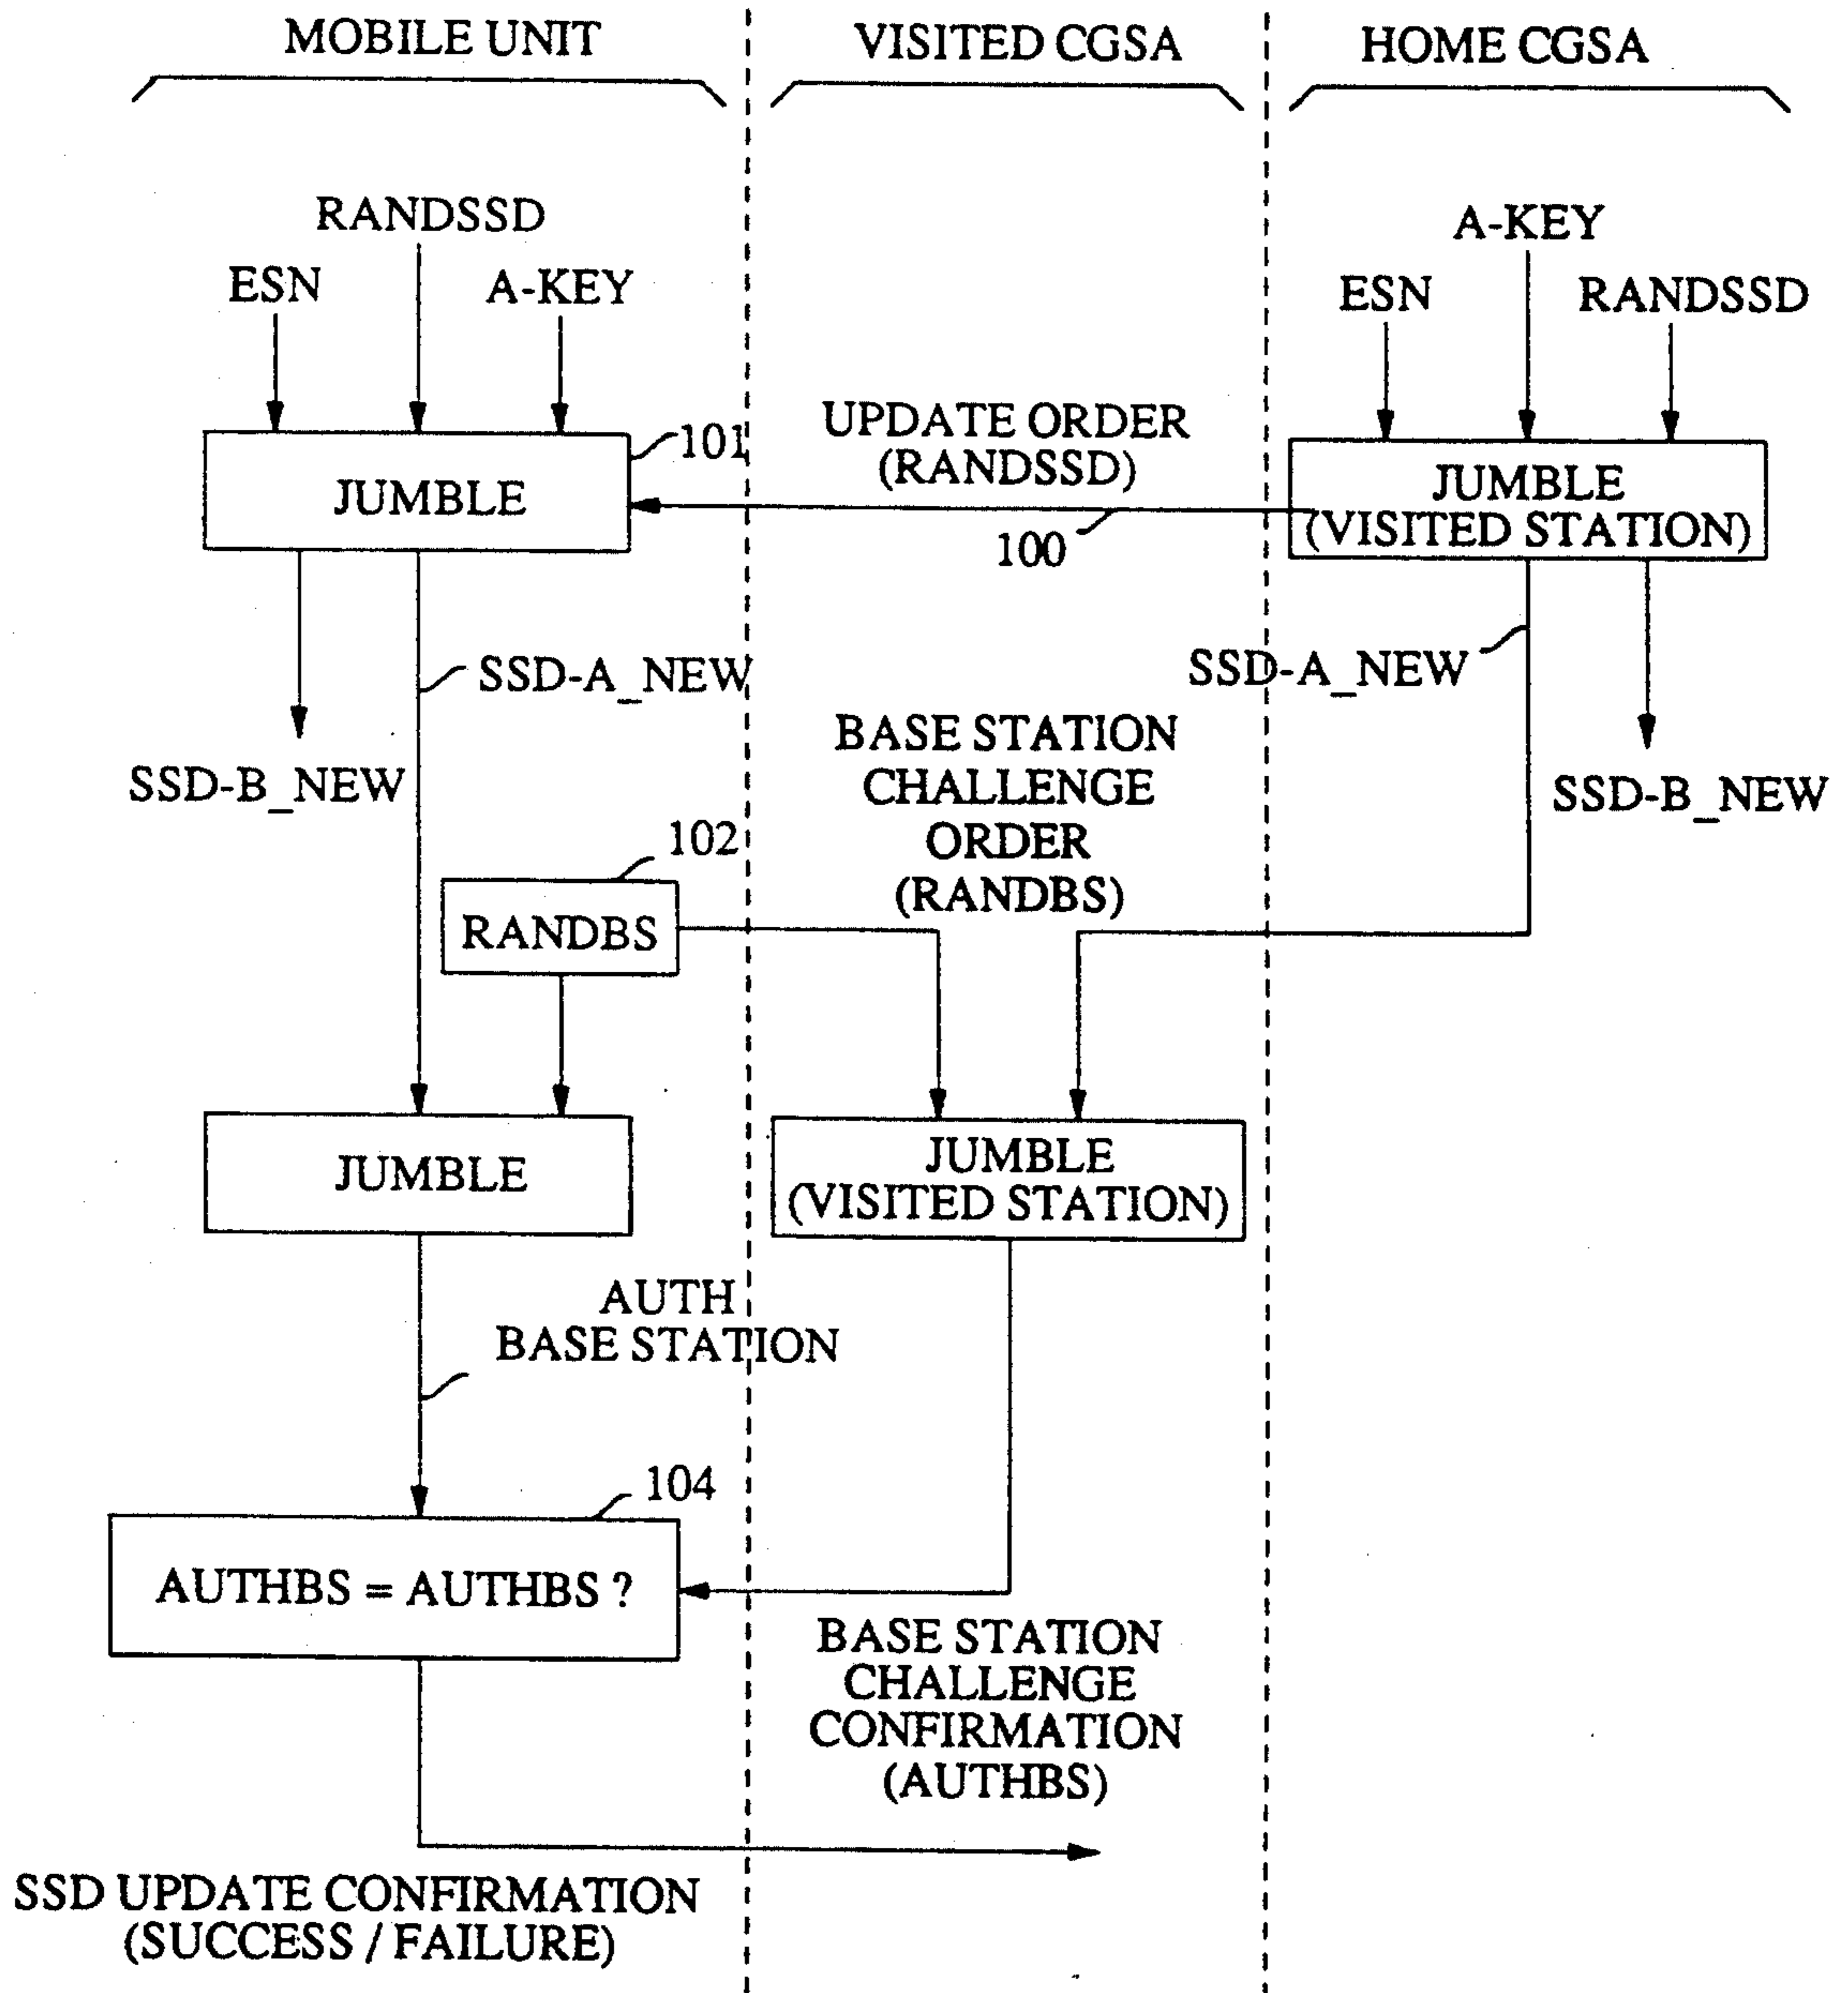 MOBILE UNIT
VISITED CGSA
HOME CGSA
RANDSSD
ESN
A-KEY
A-KEY
ESN
RANDSSD
101
JUMBLE
UPDATE ORDER
(RANDSSD)
100
JUMBLE
(VISITED STATION)
SSD-A_NEW
SSD-B_NEW
SSD-A_NEW
SSD-B_NEW
BASE STATION
CHALLENGE
ORDER
(RANDBS)
102
RANDBS
JUMBLE
JUMBLE
(VISITED STATION)
AUTH
BASE STATION
104
AUTHBS = AUTHBS ?
BASE STATION
CHALLENGE
CONFIRMATION
(AUTHBS)
SSD UPDATE CONFIRMATION
(SUCCESS / FAILURE)